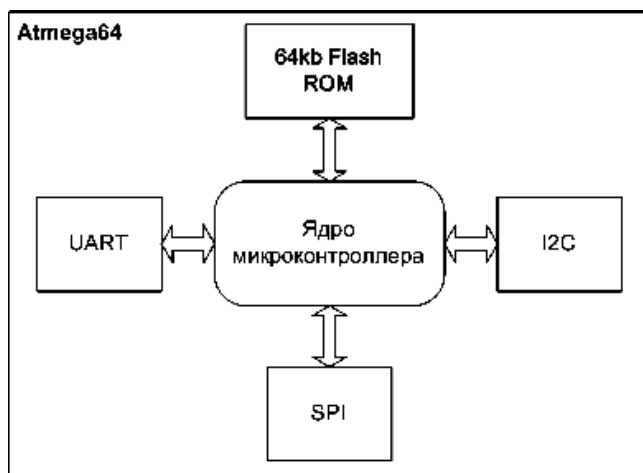 Atmega64
64kb Flash
ROM
UART
Ядро
микроконтроллера
I2C
SPI